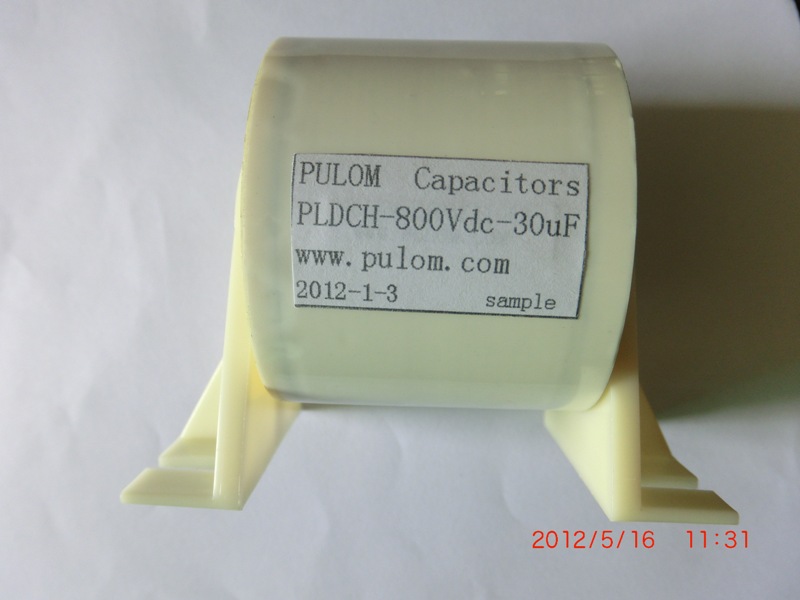 PULOM Capacitors
PLDCH-800Vdc-30uF
www.pulom.com
2012-1-3 sample
2012/5/16 11:31